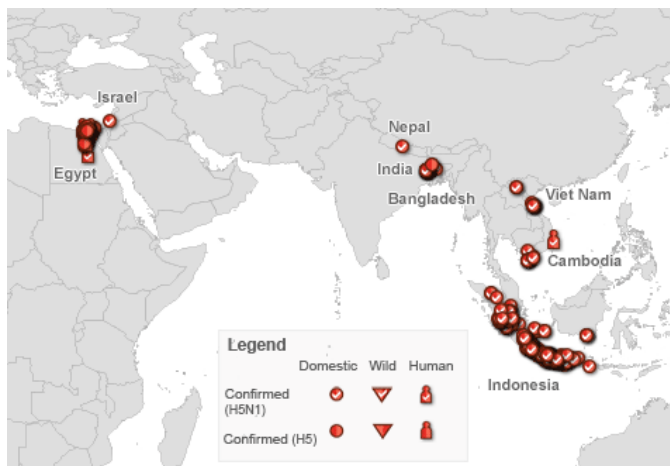 Israel
Nepal
Egypt
India
Viet Nam
Bangladesh
Cambodia
Legend
Domestic Wild Human
Confirmed
(H5N1)
Indonesia
Confirmed (H5)